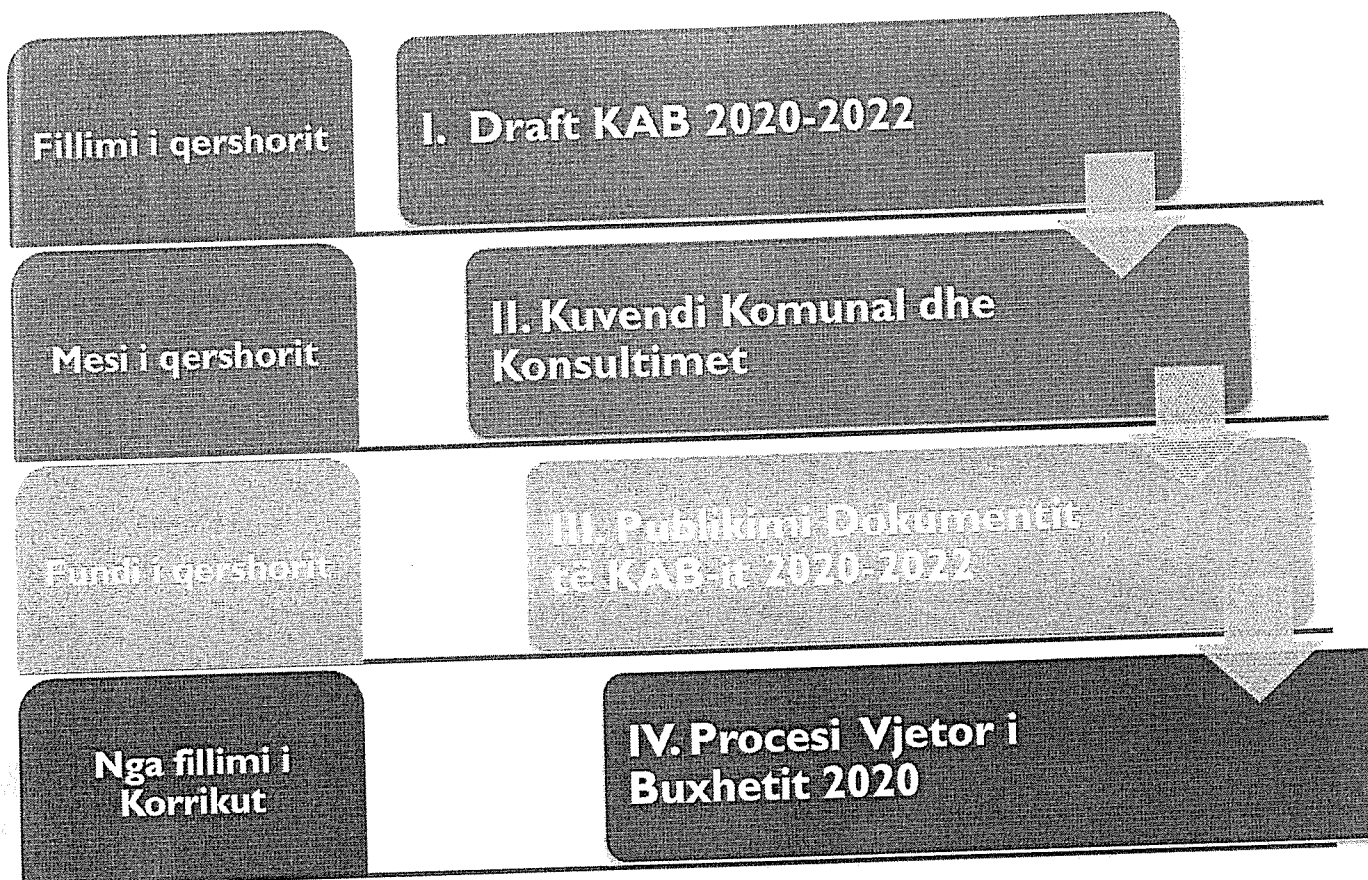 Fillimi i qershorit
I. Draft KAB 2020-2022
Mesi i qershorit
II. Kuvendi Komunal dhe
Konsultimet
Fundi i qershorit
III. Publikimi Dokumentit
të KAB-it 2020-2022
Nga fillimi i
Korrikut
IV. Procesi Vjetor i
Buxhetit 2020